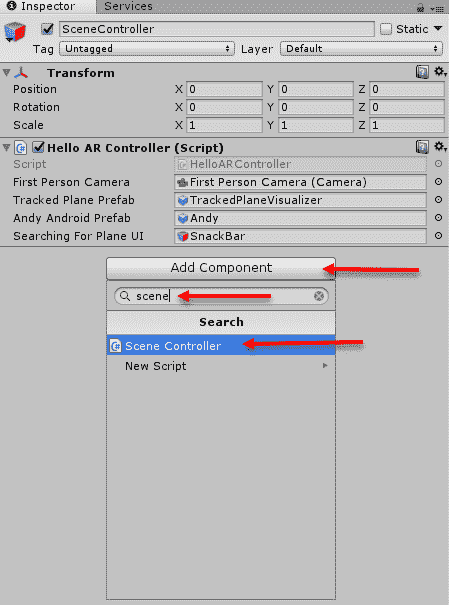 Inspector Services
SceneController Static
Tag Untagged Layer Default
Transform
Position X 0 Y 0 Z 0
Rotation X 0 Y 0 Z 0
Scale X 1 Y 1 Z 1
Hello AR Controller (Script)
Script HelloARController
First Person Camera First Person Camera (Camera)
Tracked Plane Prefab TrackedPlaneVisualizer
Andy Android Prefab Andy
Searching For Plane UI SnackBar
Add Component
scene
Search
Scene Controller
New Script